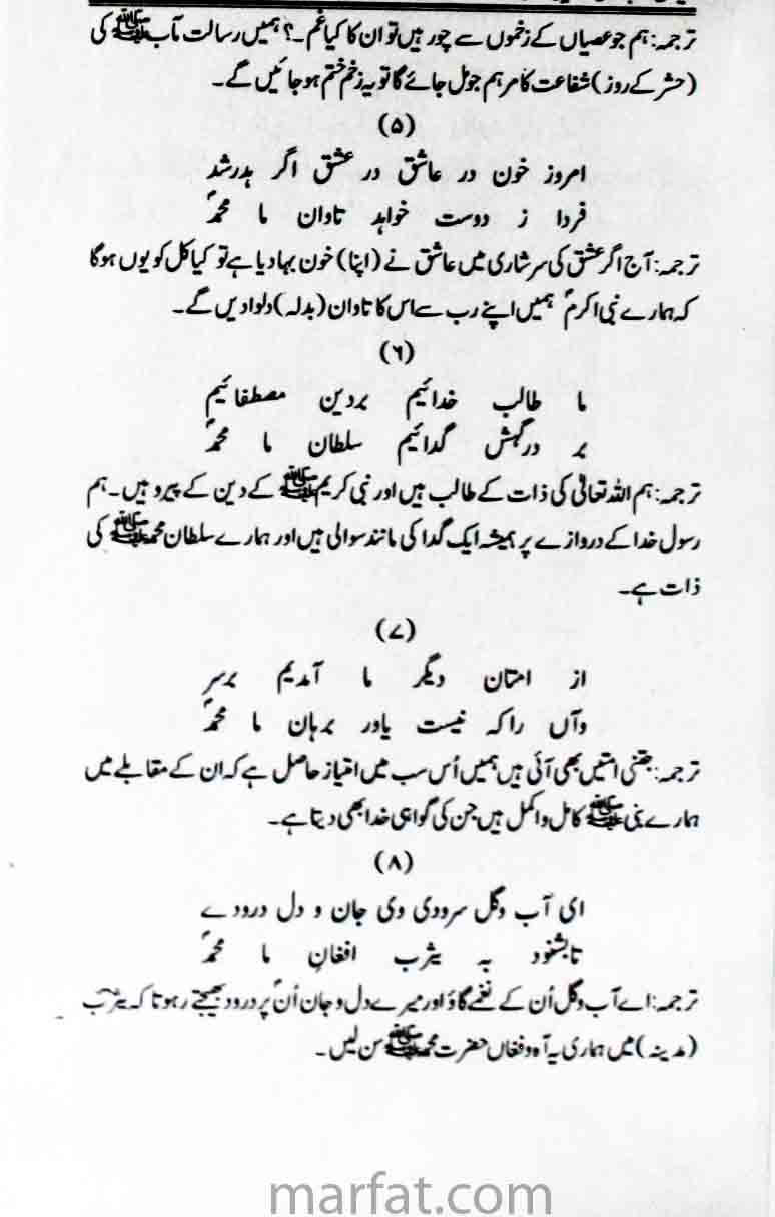 ترجمہ: ہم جو عصیاں کے زخموں سے چور ہیں تو ان کا کیا غم۔؟ ہمیں رسالت مآب ﷺ کی
(حشر کے روز) شفاعت کا مرہم جو مل جائے گا تو یہ زخم ختم ہو جائیں گے۔
(۵)
امروز خون در عاشق در عشق اگر ہدرشد
فردا ز دوست خواہد تاوان ما محمدؐ
ترجمہ: آج اگر عشق کی سرشاری میں عاشق نے (اپنا) خون بہا دیا ہے تو کیا کل کو یوں ہوگا
کہ ہمارے نبی اکرمؐ ہمیں اپنے رب سے اس کا تاوان (بدلہ) دلوادیں گے۔
(۶)
ما طالب خدائیم بردین مصطفائیم
بر درگہش گدائیم سلطان ما محمدؐ
ترجمہ: ہم اللہ تعالیٰ کی ذات کے طالب ہیں اور نبی کریم ﷺ کے دین کے پیرو ہیں۔ ہم
رسول خدا کے دروازے پر ہمیشہ ایک گدا کی مانند سوالی ہیں اور ہمارے سلطان محمد ﷺ کی
ذات ہے۔
(۷)
از امتان دیگر ما آمدیم برسر
وآں را کہ نیست یاور برہان ما محمدؐ
ترجمہ: جتنی امتیں بھی آئی ہیں ہمیں اُس سب میں امتیاز حاصل ہے کہ ان کے مقابلے میں
ہمارے نبی ﷺ کامل و اکمل ہیں جن کی گواہی خدا بھی دیتا ہے۔
(۸)
ای آب وگل سرودی وی جان و دل درودے
تابشنود بہ یثرب افغانِ ما محمدؐ
ترجمہ: اے آب وگل اُن کے نغمے گاؤ اور میرے دل و جان اُنؐ پر درود بھیجتے رہو تا کہ یثرب
(مدینہ) میں ہماری یہ آہ و فغاں حضرت محمد ﷺ سن لیں۔
marfat.com